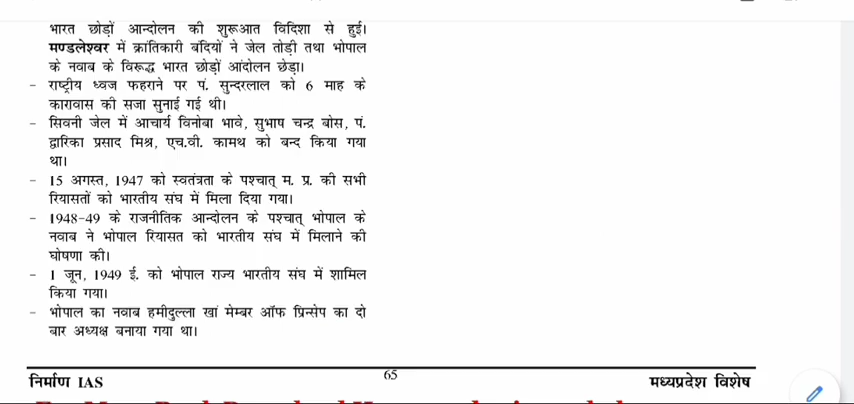 भारत छोड़ों आन्दोलन की शुरूआत विदिशा से हुई।
मण्डलेश्वर में क्रांतिकारी बंदियों ने जेल तोड़ी तथा भोपाल
के नवाब के विरूद्ध भारत छोड़ों आंदोलन छेड़ा।
- राष्ट्रीय ध्वज फहराने पर पं. सुन्दरलाल को 6 माह के
कारावास की सजा सुनाई गई थी।
- सिवनी जेल में आचार्य विनोबा भावे, सुभाष चन्द्र बोस, पं.
द्वारिका प्रसाद मिश्र, एच.वी. कामथ को बन्द किया गया
था।
- 15 अगस्त, 1947 को स्वतंत्रता के पश्चात् म. प्र. की सभी
रियासतों को भारतीय संघ में मिला दिया गया।
- 1948-49 के राजनीतिक आन्दोलन के पश्चात् भोपाल के
नवाब ने भोपाल रियासत को भारतीय संघ में मिलाने की
घोषणा की।
- 1 जून, 1949 ई. को भोपाल राज्य भारतीय संघ में शामिल
किया गया।
- भोपाल का नवाब हमीदुल्ला खां मेम्बर ऑफ प्रिन्सेप का दो
बार अध्यक्ष बनाया गया था।
निर्माण IAS 65 मध्यप्रदेश विशेष